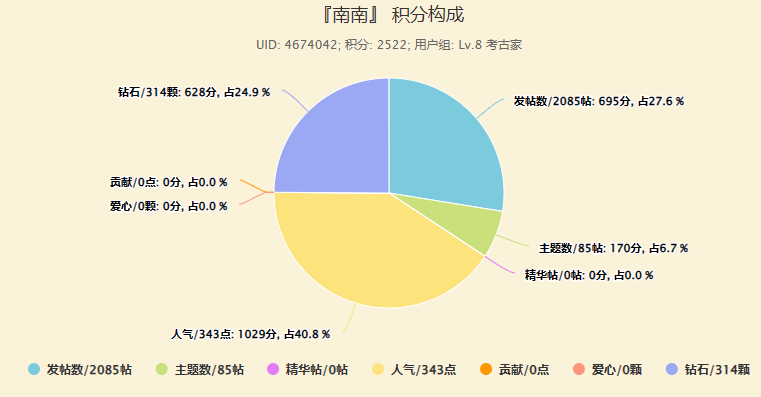 『南南』 积分构成
UID: 4674042; 积分: 2522; 用户组: Lv.8 考古家
钻石/314颗: 628分, 占24.9 %
发帖数/2085帖: 695分, 占27.6 %
贡献/0点: 0分, 占0.0 %
爱心/0颗: 0分, 占0.0 %
主题数/85帖: 170分, 占6.7 %
精华帖/0帖: 0分, 占0.0 %
人气/343点: 1029分, 占40.8 %
发帖数/2085帖 主题数/85帖 精华帖/0帖 人气/343点 贡献/0点 爱心/0颗 钻石/314颗